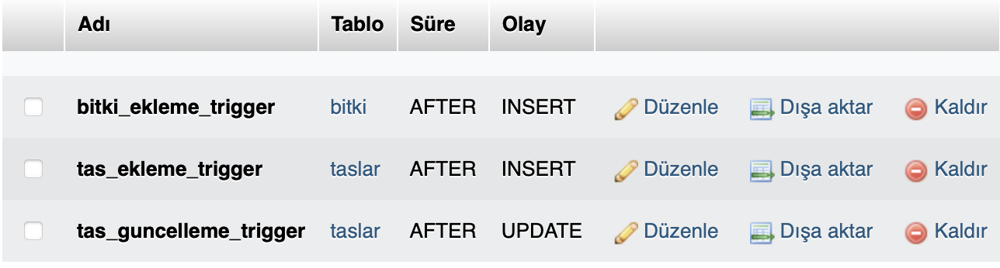 Adı Tablo Süre Olay
bitki_ekleme_trigger bitki AFTER INSERT Düzenle Dışa aktar Kaldır
tas_ekleme_trigger taslar AFTER INSERT Düzenle Dışa aktar Kaldır
tas_guncelleme_trigger taslar AFTER UPDATE Düzenle Dışa aktar Kaldır